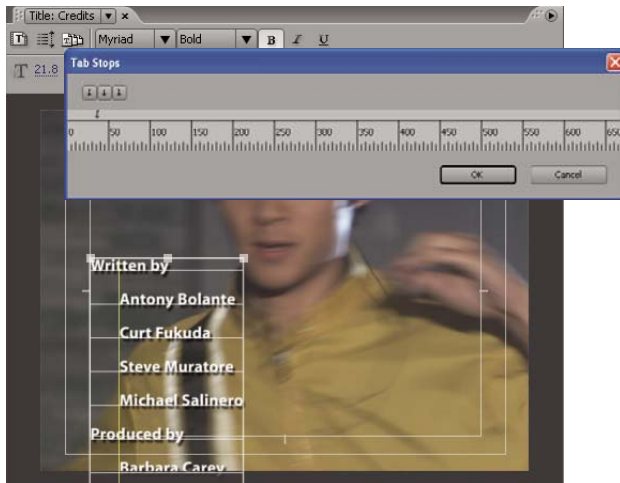 Title: Credits
Myriad Bold B I U
T 21.8
Tab Stops
0 50 100 150 200 250 300 350 400 450 500 550 600 650
OK Cancel
Written by
Antony Bolante
Curt Fukuda
Steve Muratore
Michael Salinero
Produced by
Barbara Carey